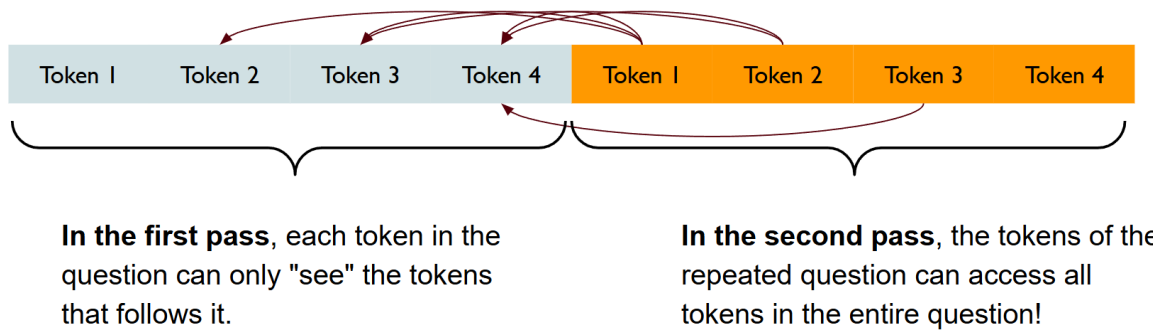 Token 1 Token 2 Token 3 Token 4 Token 1 Token 2 Token 3 Token 4
In the first pass, each token in the
question can only "see" the tokens
that follows it.
In the second pass, the tokens of the
repeated question can access all
tokens in the entire question!